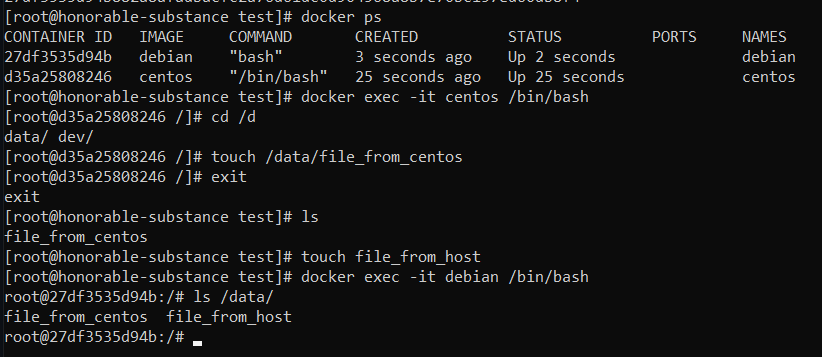 [root@honorable-substance test]# docker ps
CONTAINER ID   IMAGE     COMMAND       CREATED          STATUS          PORTS     NAMES
27df3535d94b   debian    "bash"        3 seconds ago    Up 2 seconds              debian
d35a25808246   centos    "/bin/bash"   25 seconds ago   Up 25 seconds             centos
[root@honorable-substance test]# docker exec -it centos /bin/bash
[root@d35a25808246 /]# cd /d
data/ dev/
[root@d35a25808246 /]# touch /data/file_from_centos
[root@d35a25808246 /]# exit
exit
[root@honorable-substance test]# ls
file_from_centos
[root@honorable-substance test]# touch file_from_host
[root@honorable-substance test]# docker exec -it debian /bin/bash
root@27df3535d94b:/# ls /data/
file_from_centos  file_from_host
root@27df3535d94b:/#